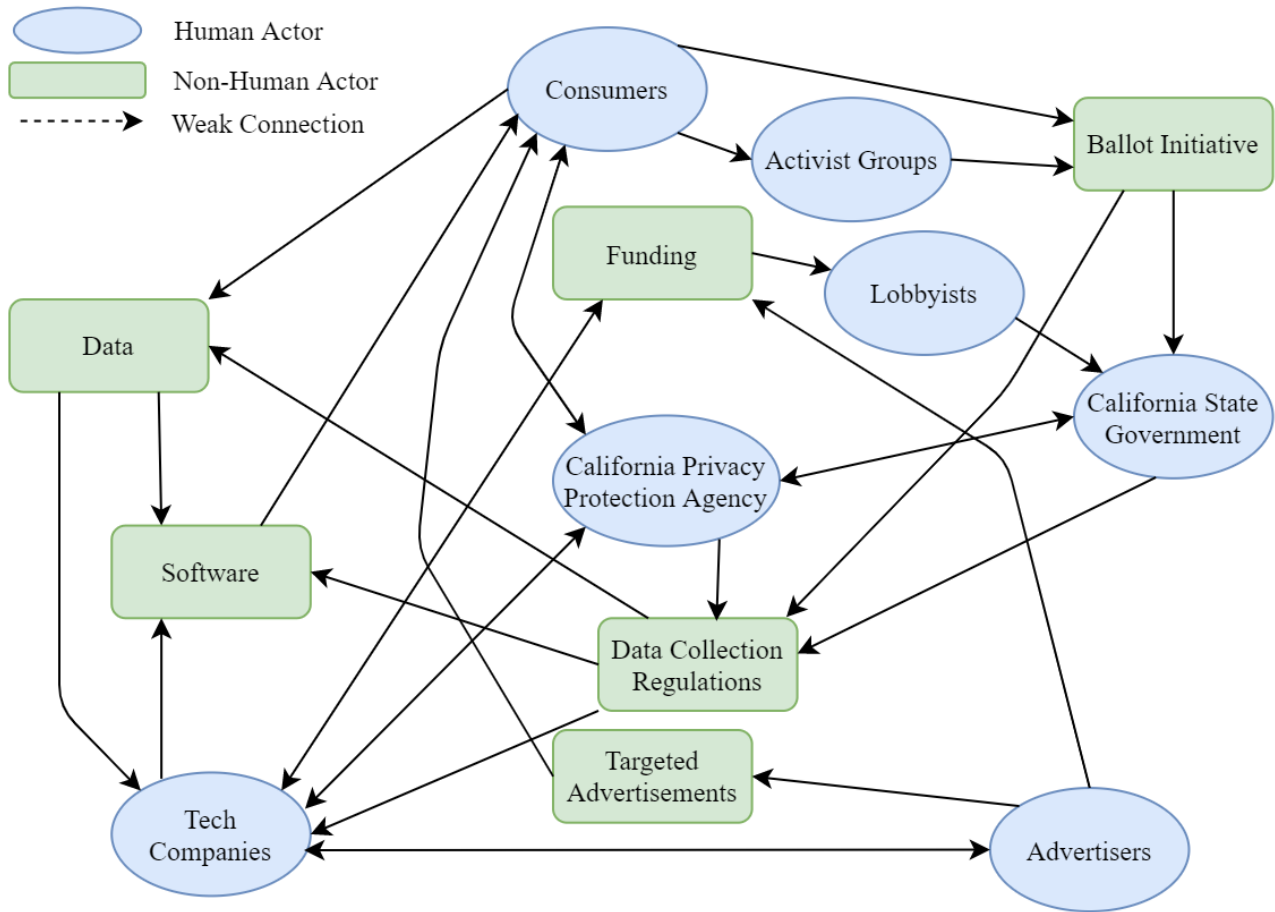 Human Actor
Non-Human Actor
Weak Connection
Consumers
Activist Groups
Ballot Initiative
Funding
Lobbyists
Data
California State
Government
California Privacy
Protection Agency
Software
Data Collection
Regulations
Targeted
Advertisements
Tech
Companies
Advertisers